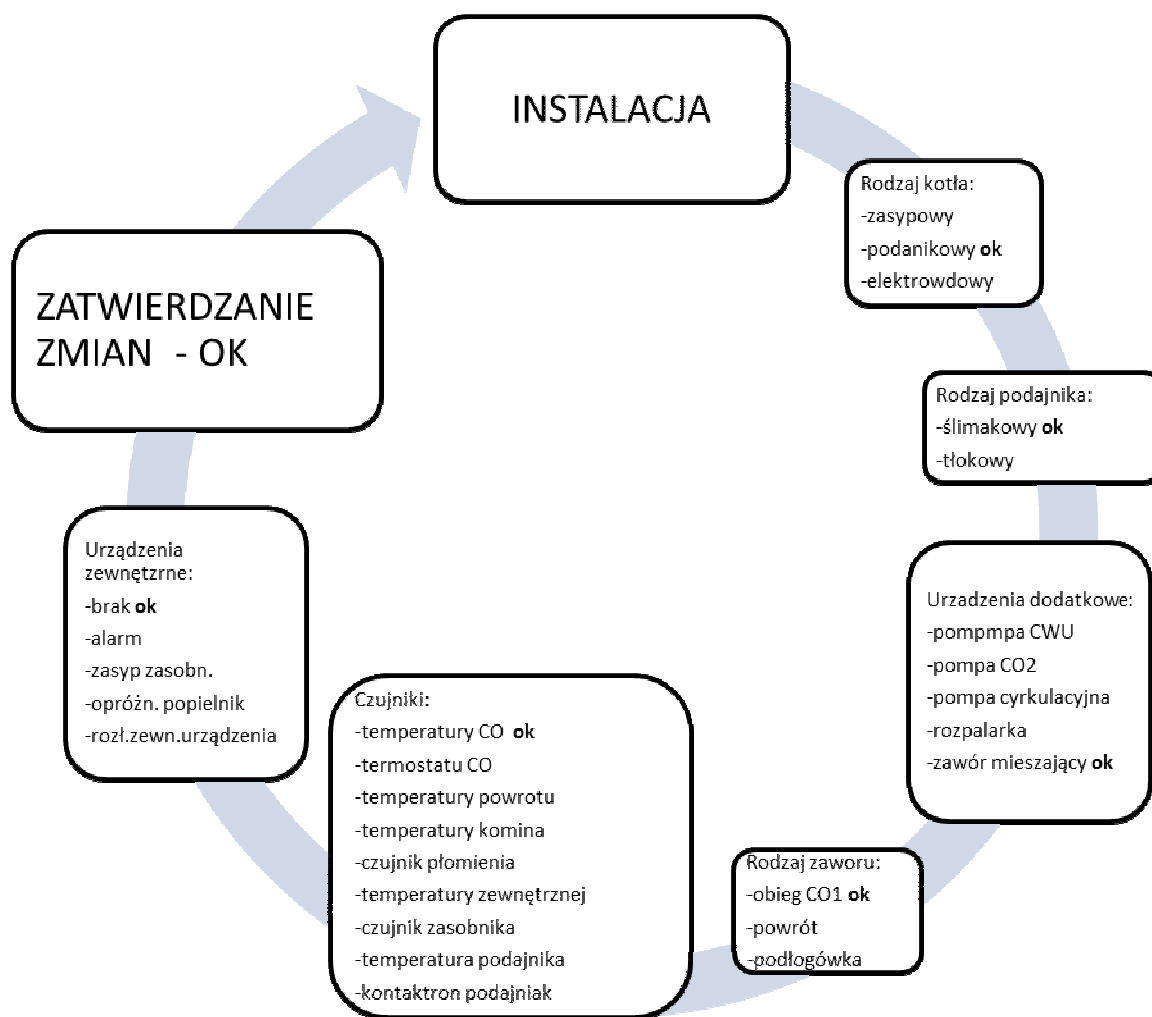 INSTALACJA
Rodzaj kotła:
-zasypowy
-podanikowy ok
-elektrowdowy
Rodzaj podajnika:
-ślimakowy ok
-tłokowy
Urzadzenia dodatkowe:
-pompmpa CWU
-pompa CO2
-pompa cyrkulacyjna
-rozpalarka
-zawór mieszający ok
Rodzaj zaworu:
-obieg CO1 ok
-powrót
-podłogówka
Czujniki:
-temperatury CO ok
-termostatu CO
-temperatury powrotu
-temperatury komina
-czujnik płomienia
-temperatury zewnętrznej
-czujnik zasobnika
-temperatura podajnika
-kontaktron podajniak
Urządzenia
zewnętzrne:
-brak ok
-alarm
-zasyp zasobn.
-opróżn. popielnik
-rozł.zewn.urządzenia
ZATWIERDZANIE
ZMIAN - OK